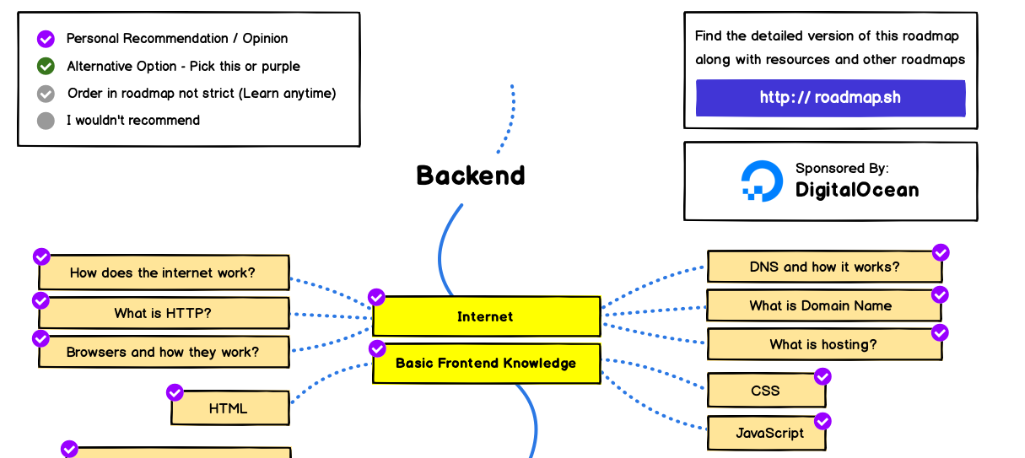 Personal Recommendation / Opinion
Alternative Option - Pick this or purple
Order in roadmap not strict (Learn anytime)
I wouldn't recommend
Find the detailed version of this roadmap
along with resources and other roadmaps
http:// roadmap.sh
Sponsored By:
DigitalOcean
Backend
How does the internet work?
What is HTTP?
Browsers and how they work?
HTML
Internet
Basic Frontend Knowledge
DNS and how it works?
What is Domain Name
What is hosting?
CSS
JavaScript